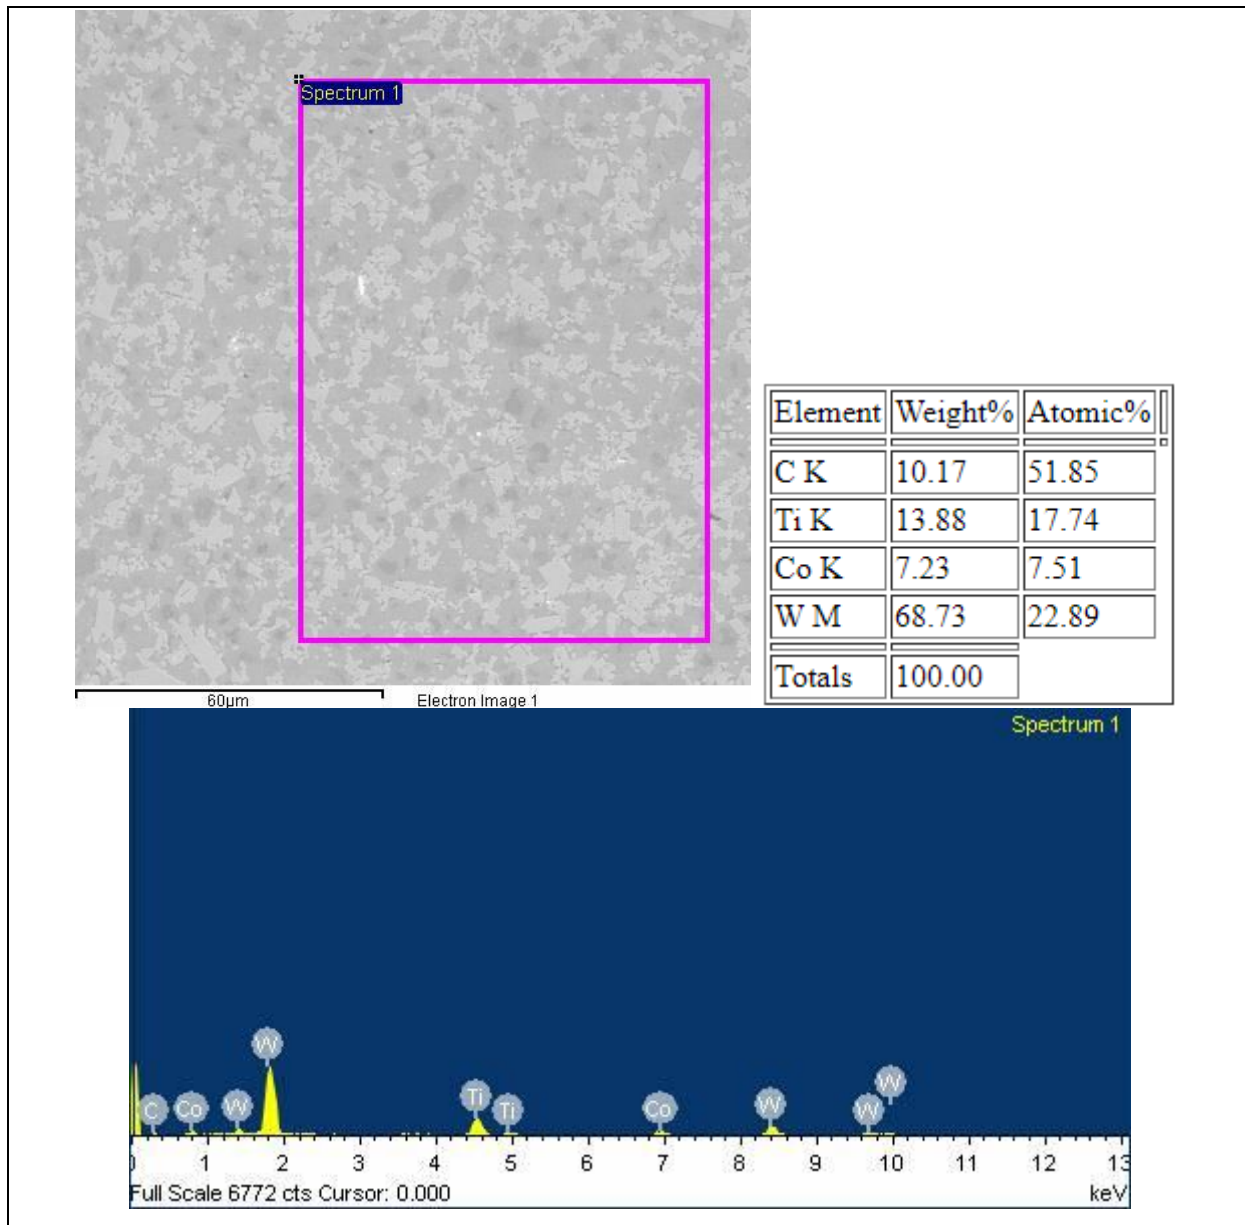 Spectrum 1
60µm
Electron Image 1
Element Weight% Atomic%
C K 10.17 51.85
Ti K 13.88 17.74
Co K 7.23 7.51
W M 68.73 22.89
Totals 100.00
Spectrum 1
W
W
C Co W Ti Ti Co W W
0 1 2 3 4 5 6 7 8 9 10 11 12 13
Full Scale 6772 cts Cursor: 0.000 keV